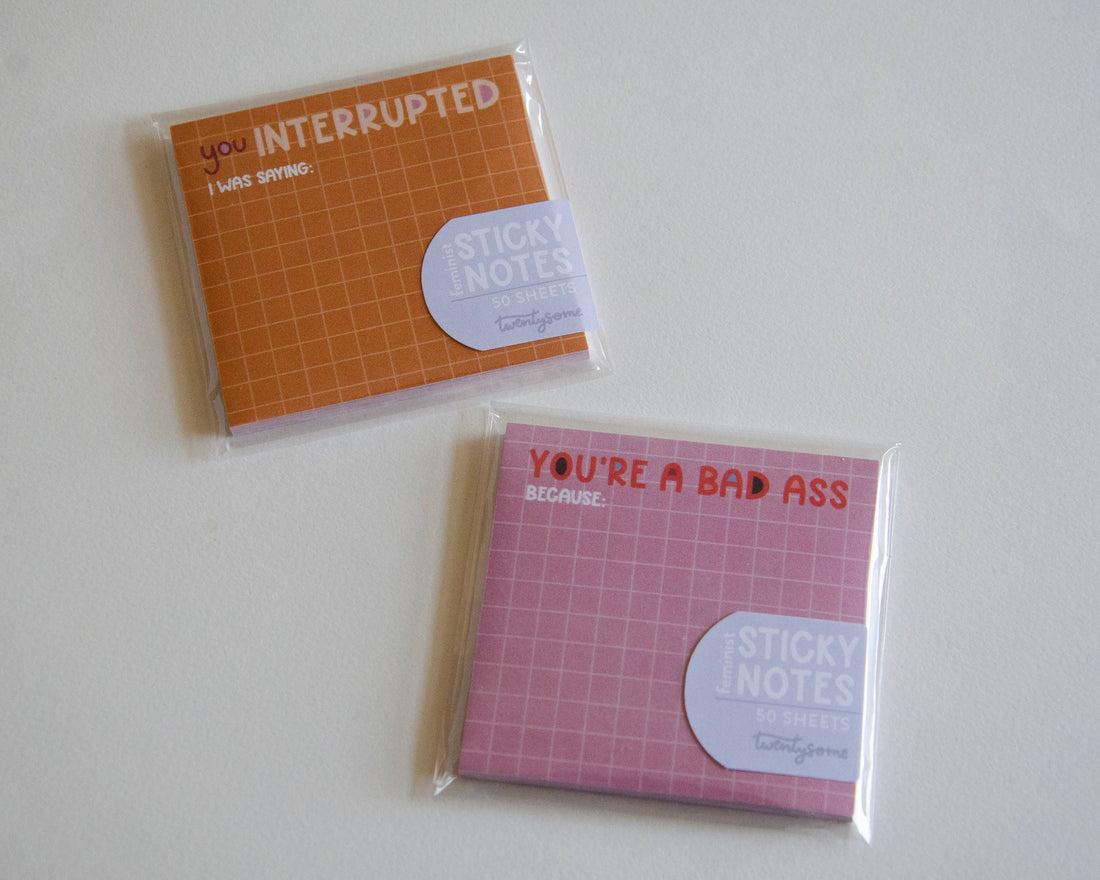 you INTERRUPTED
I WAS SAYING:
feminist
STICKY
NOTES
50 SHEETS
twentysome
YOU'RE A BAD ASS
BECAUSE:
feminist
STICKY
NOTES
50 SHEETS
twentysome